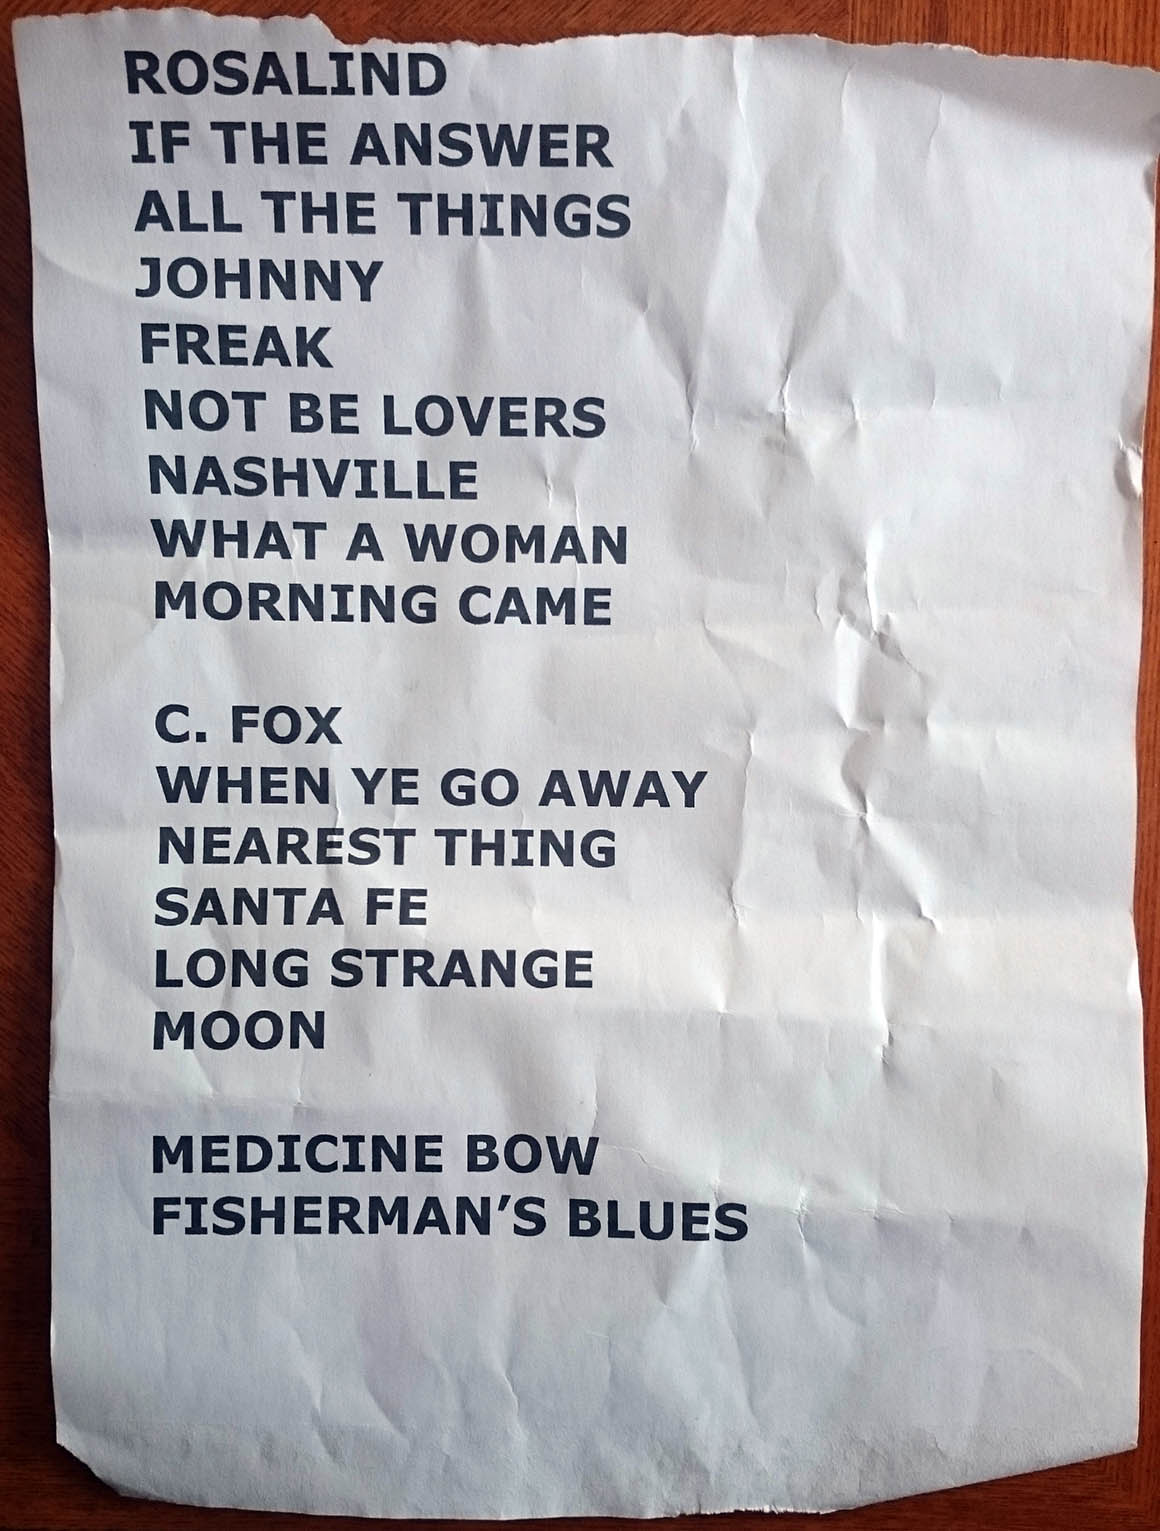 ROSALIND
IF THE ANSWER
ALL THE THINGS
JOHNNY
FREAK
NOT BE LOVERS
NASHVILLE
WHAT A WOMAN
MORNING CAME
C. FOX
WHEN YE GO AWAY
NEAREST THING
SANTA FE
LONG STRANGE
MOON
MEDICINE BOW
FISHERMAN’S BLUES